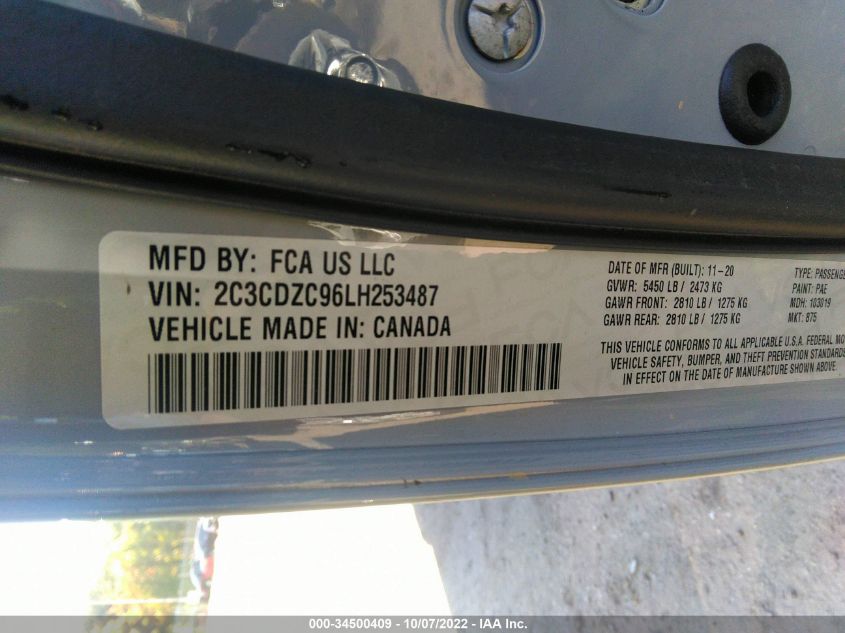 MFD BY: FCA US LLC
VIN: 2C3CDZC96LH253487
VEHICLE MADE IN: CANADA
DATE OF MFR (BUILT): 11-20
GVWR: 5450 LB / 2473 KG
GAWR FRONT: 2810 LB / 1275 KG
GAWR REAR: 2810 LB / 1275 KG
TYPE: PASSENGE
PAINT: PAE
MDH: 103019
MKT: 875
THIS VEHICLE CONFORMS TO ALL APPLICABLE U.S.A. FEDERAL MO
VEHICLE SAFETY, BUMPER, AND THEFT PREVENTION STANDARDS
IN EFFECT ON THE DATE OF MANUFACTURE SHOWN ABOVE.
000-34500409 - 10/07/2022 - IAA Inc.